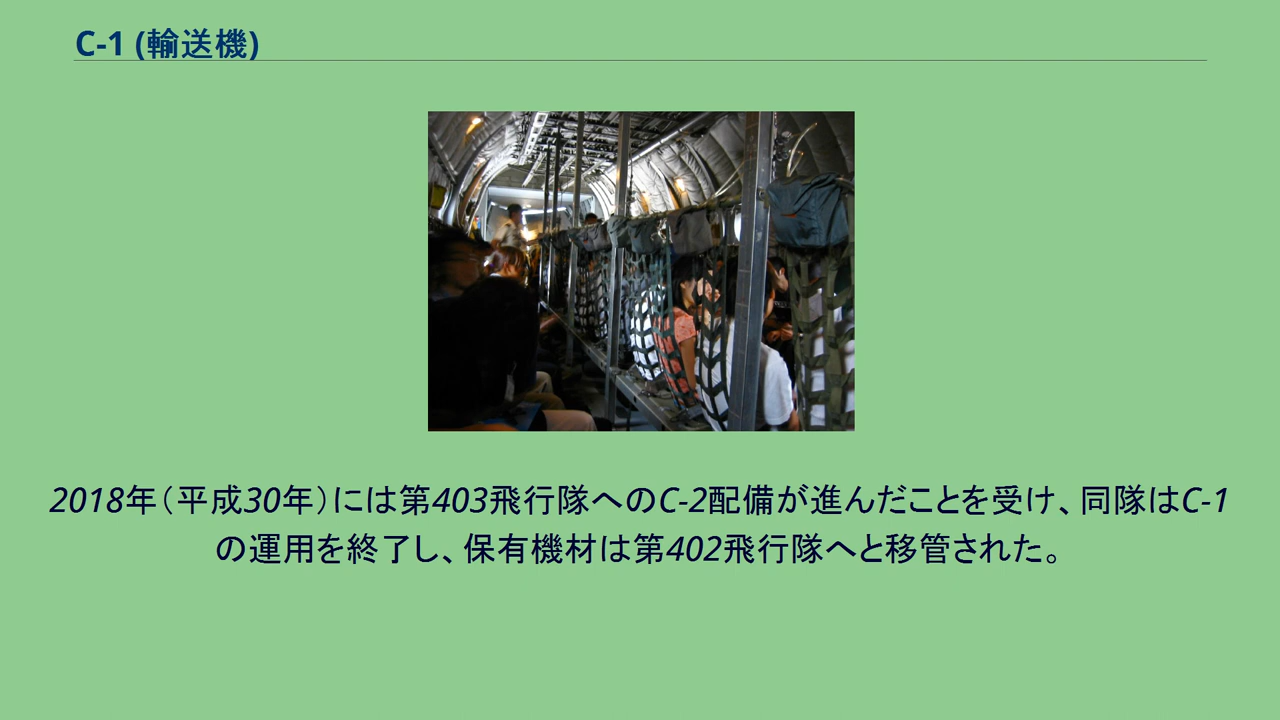 C-1 (輸送機)
2018年（平成30年）には第403飛行隊へのC-2配備が進んだことを受け、同隊はC-1
の運用を終了し、保有機材は第402飛行隊へと移管された。